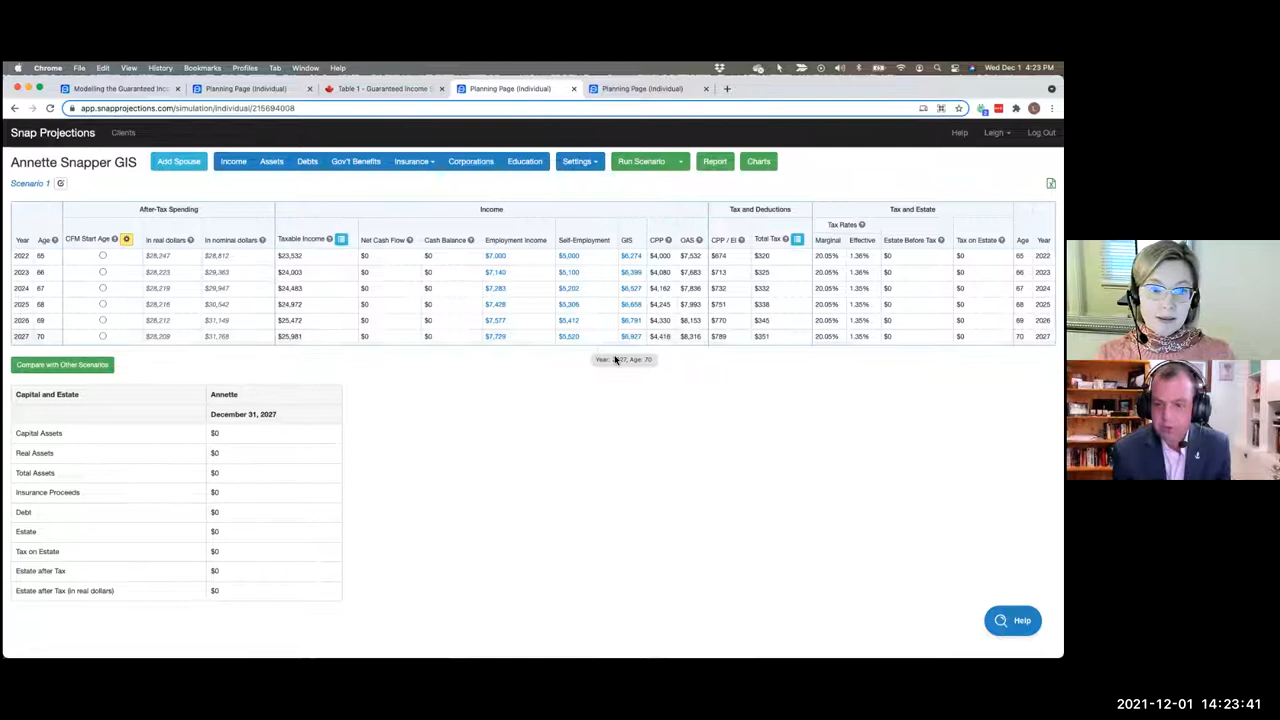 Chrome File Edit View History Bookmarks Profiles Tab Window Help Wed Dec 1 4:23 PM
Modelling the Guaranteed Inc Planning Page (Individual) Table 1 - Guaranteed Income S Planning Page (Individual) Planning Page (Individual)
app.snapprojections.com/simulation/individual/215694008
Snap Projections Clients Help Leigh Log Out
Annette Snapper GIS Add Spouse Income Assets Debts Gov't Benefits Insurance Corporations Education Settings Run Scenario Report Charts
Scenario 1
After-Tax Spending Income Tax and Deductions Tax and Estate
Tax Rates
Year Age CFM Start Age In real dollars In nominal dollars Taxable Income Net Cash Flow Cash Balance Employment Income Self-Employment GIS CPP OAS CPP / EI Total Tax Marginal Effective Estate Before Tax Tax on Estate Age Year
2022 65 $28,247 $28,812 $23,532 $0 $0 $7,000 $5,000 $6,274 $4,000 $7,532 $674 $320 20.05% 1.36% $0 $0 65 2022
2023 66 $28,223 $29,363 $24,003 $0 $0 $7,140 $5,100 $6,399 $4,080 $7,683 $713 $325 20.05% 1.36% $0 $0 66 2023
2024 67 $28,219 $29,947 $24,483 $0 $0 $7,283 $5,202 $6,527 $4,162 $7,836 $732 $332 20.05% 1.35% $0 $0 67 2024
2025 68 $28,216 $30,542 $24,972 $0 $0 $7,428 $5,306 $6,658 $4,245 $7,993 $751 $338 20.05% 1.35% $0 $0 68 2025
2026 69 $28,212 $31,149 $25,472 $0 $0 $7,577 $5,412 $6,791 $4,330 $8,153 $770 $345 20.05% 1.35% $0 $0 69 2026
2027 70 $28,209 $31,768 $25,981 $0 $0 $7,729 $5,520 $6,927 $4,416 $8,316 $789 $351 20.05% 1.35% $0 $0 70 2027
Year: 2027, Age: 70
Compare with Other Scenarios
Capital and Estate Annette
December 31, 2027
Capital Assets $0
Real Assets $0
Total Assets $0
Insurance Proceeds $0
Debt $0
Estate $0
Tax on Estate $0
Estate after Tax $0
Estate after Tax (in real dollars) $0
Help
2021-12-01 14:23:41